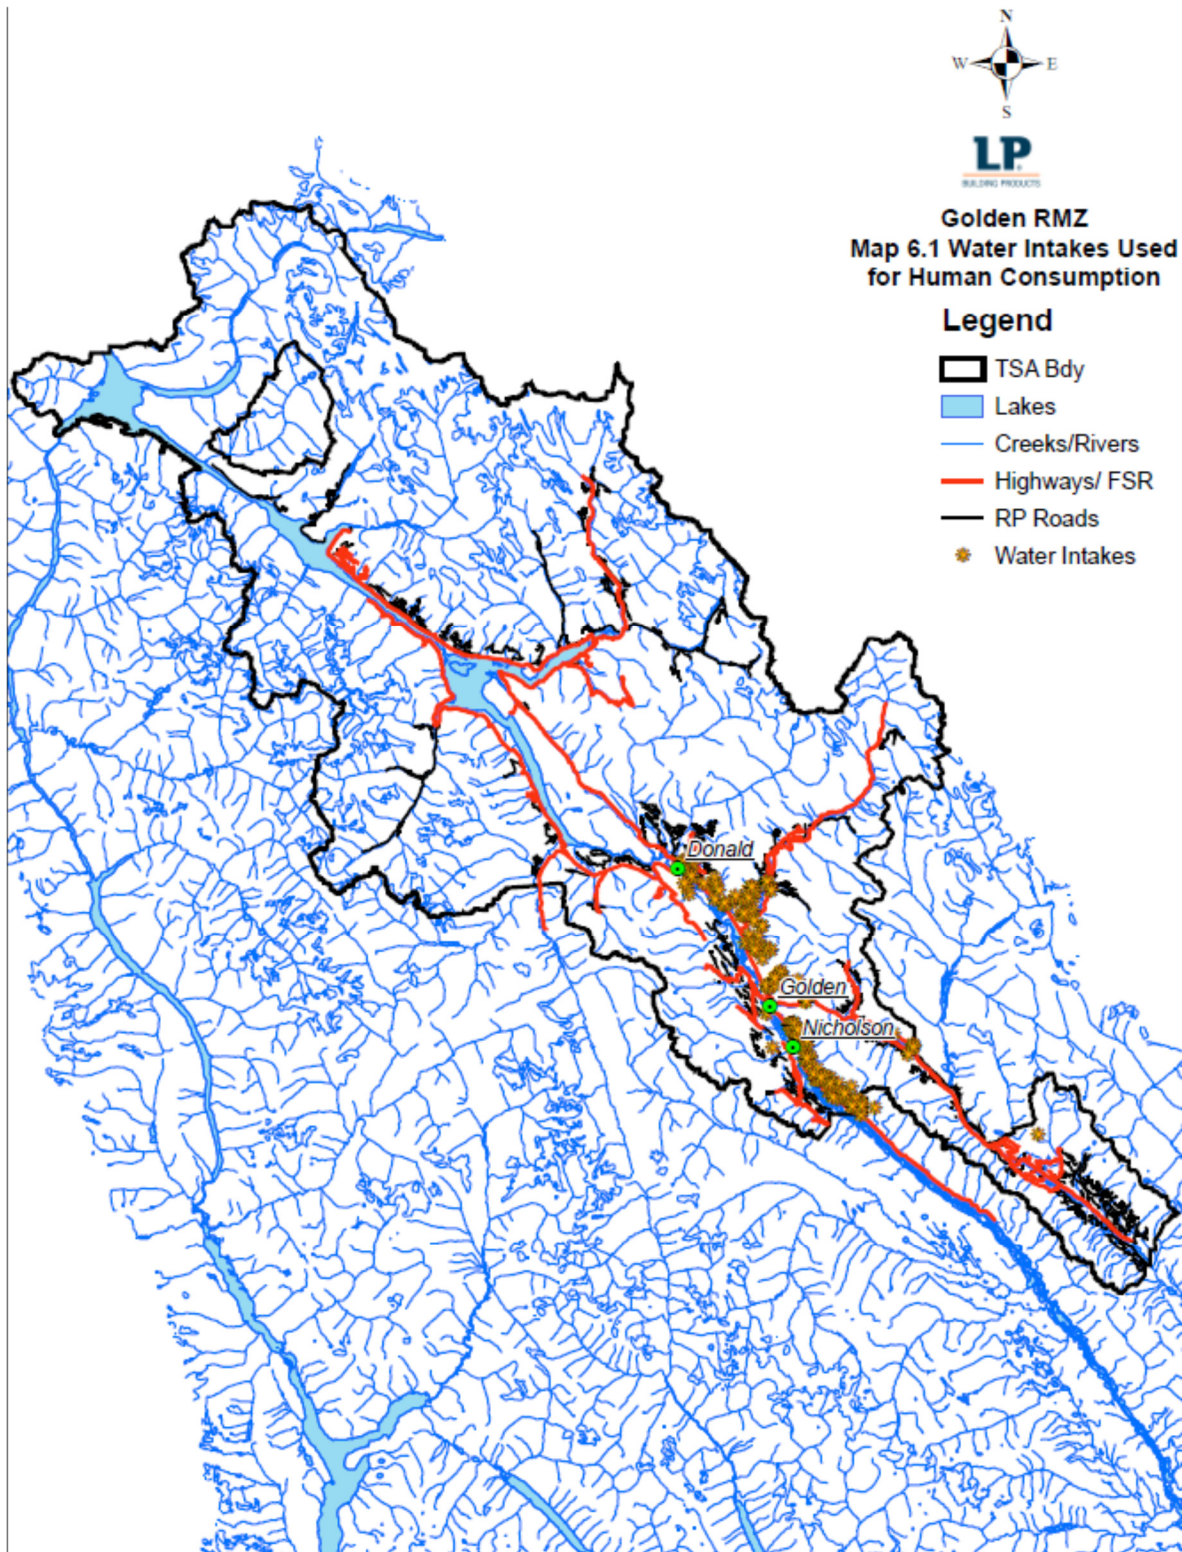 N
W E
S
LP
BUILDING PRODUCTS
Golden RMZ
Map 6.1 Water Intakes Used
for Human Consumption
Legend
TSA Bdy
Lakes
Creeks/Rivers
Highways/ FSR
RP Roads
Water Intakes
Donald
Golden
Nicholson